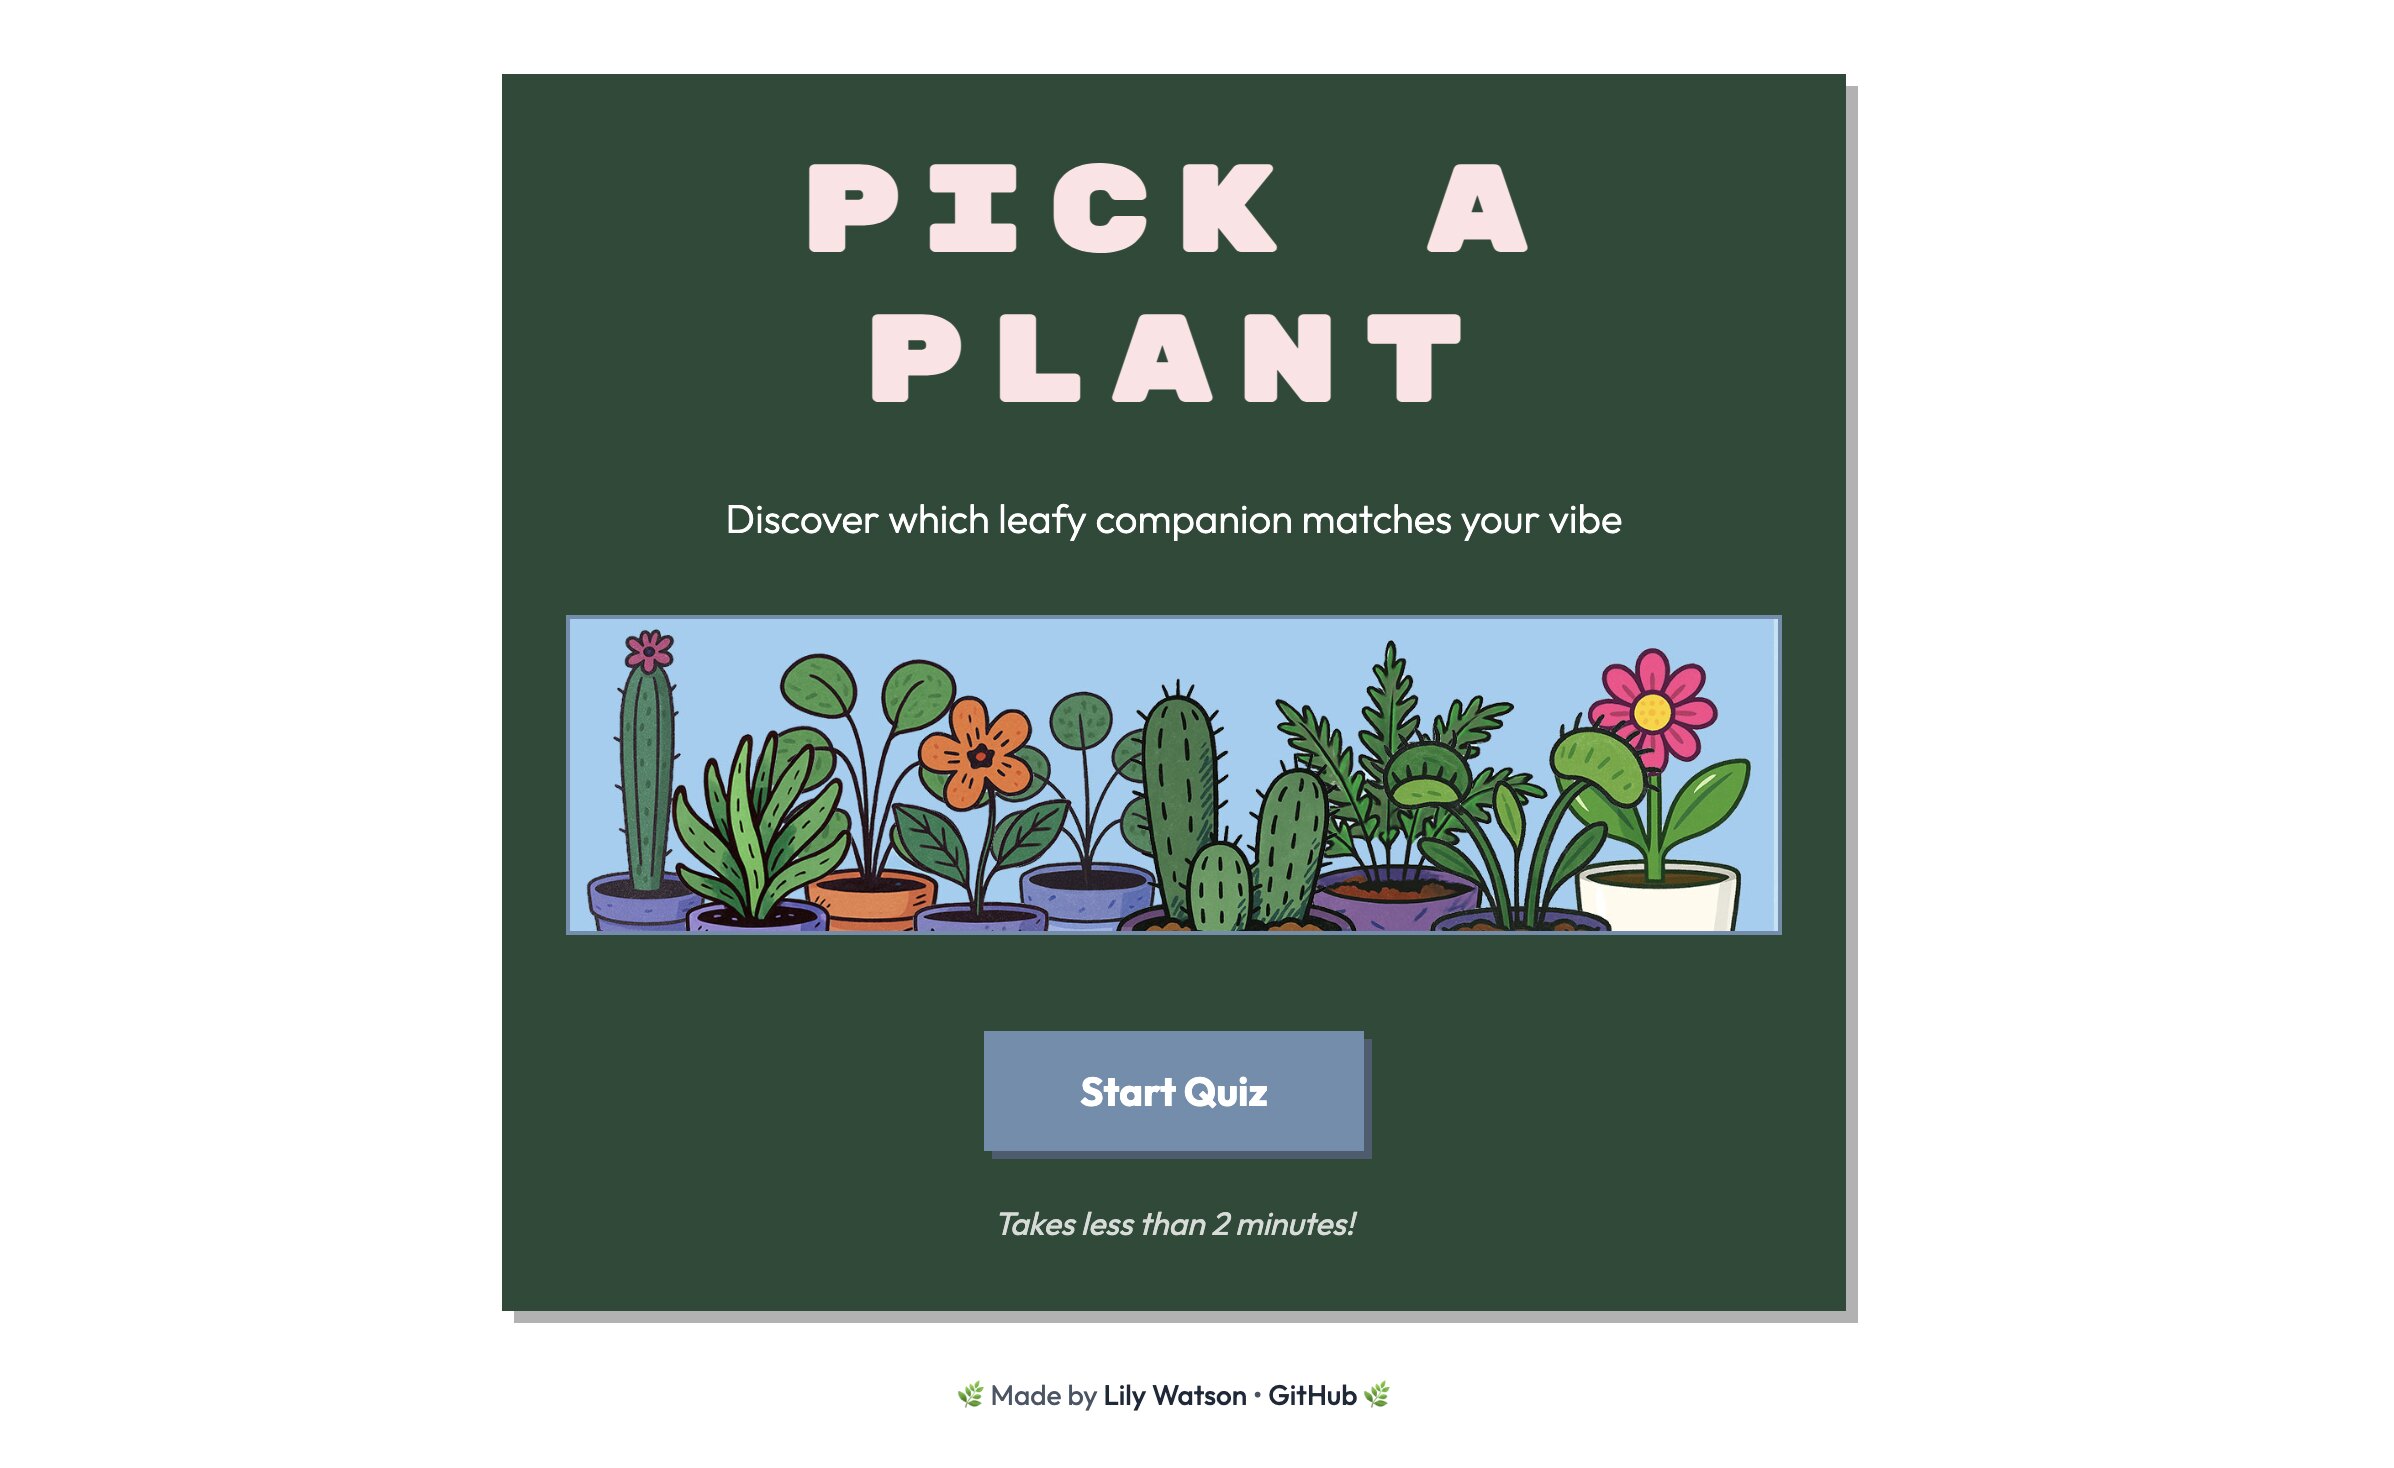 PICK A
PLANT
Discover which leafy companion matches your vibe
Start Quiz
Takes less than 2 minutes!
🌿 Made by Lily Watson • GitHub 🌿